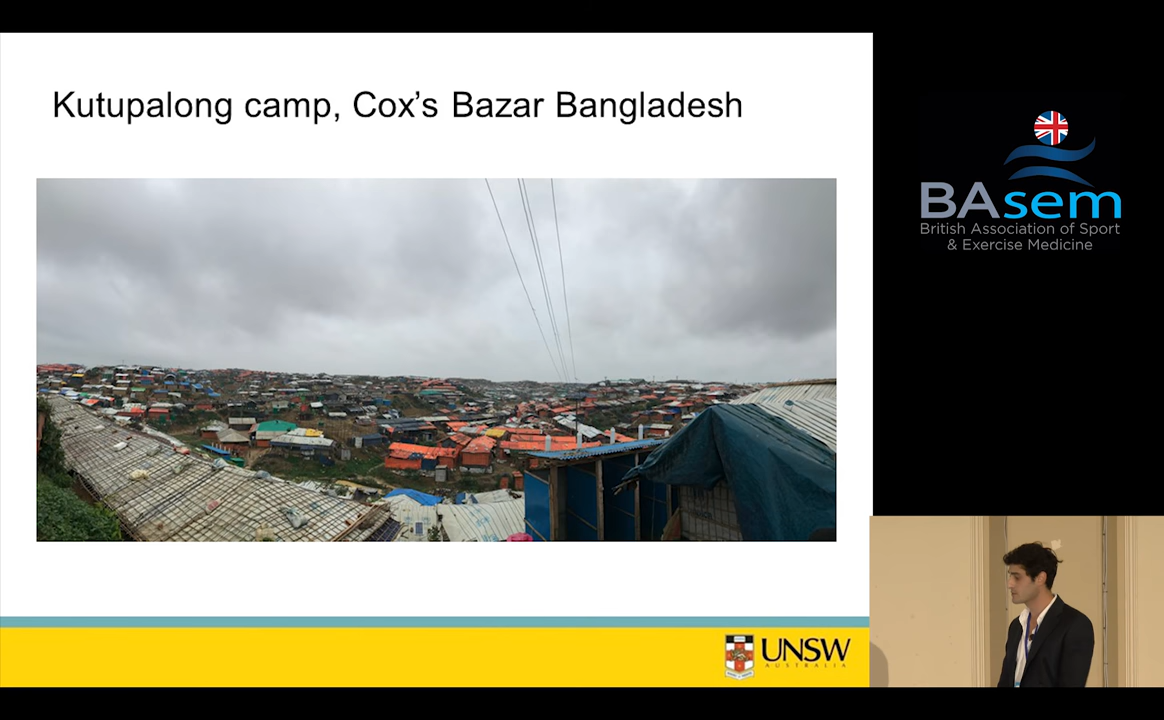 Kutupalong camp, Cox’s Bazar Bangladesh
BAsem
British Association of Sport
& Exercise Medicine
UNSW
AUSTRALIA